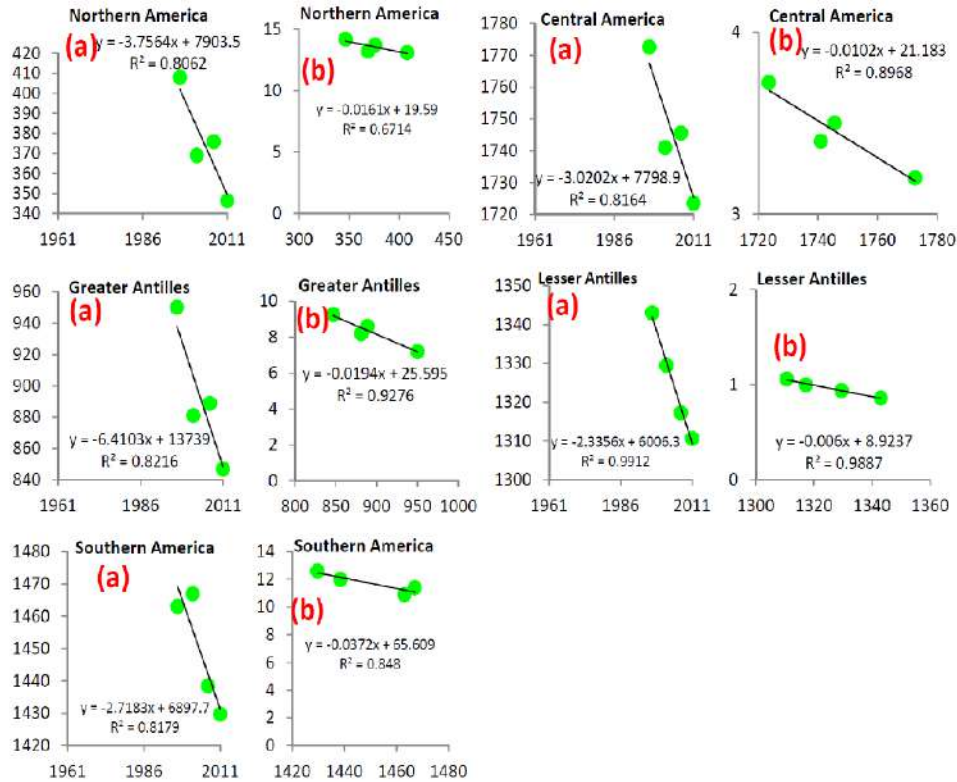 Northern America
(a)
y = -3.7564x + 7903.5
R² = 0.8062
420
410
400
390
380
370
360
350
340
1961
1986
2011
Northern America
(b)
y = -0.0161x + 19.59
R² = 0.6714
15
10
5
0
300
350
400
450
Central America
(a)
y = -3.0202x + 7798.9
R² = 0.8164
1780
1770
1760
1750
1740
1730
1720
1961
1986
2011
Central America
(b)
y = -0.0102x + 21.183
R² = 0.8968
4
3
1720
1740
1760
1780
Greater Antilles
(a)
y = -6.4103x + 13739
R² = 0.8216
960
940
920
900
880
860
840
1961
1986
2011
Greater Antilles
(b)
y = -0.0194x + 25.595
R² = 0.9276
10
8
6
4
2
0
800
850
900
950
1000
Lesser Antilles
(a)
y = -2.3356x + 6006.3
R² = 0.9912
1350
1340
1330
1320
1310
1300
1961
1986
2011
Lesser Antilles
(b)
y = -0.006x + 8.9237
R² = 0.9887
2
1
0
1300
1320
1340
1360
Southern America
(a)
y = -2.7183x + 6897.7
R² = 0.8179
1480
1470
1460
1450
1440
1430
1420
1961
1986
2011
Southern America
(b)
y = -0.0372x + 65.609
R² = 0.848
14
12
10
8
6
4
2
0
1420
1440
1460
1480